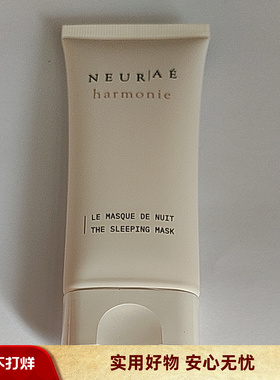 NEUR|AÉ
harmonie
LE MASQUE DE NUIT
THE SLEEPING MASK
不打烊
实用好物 安心无忧